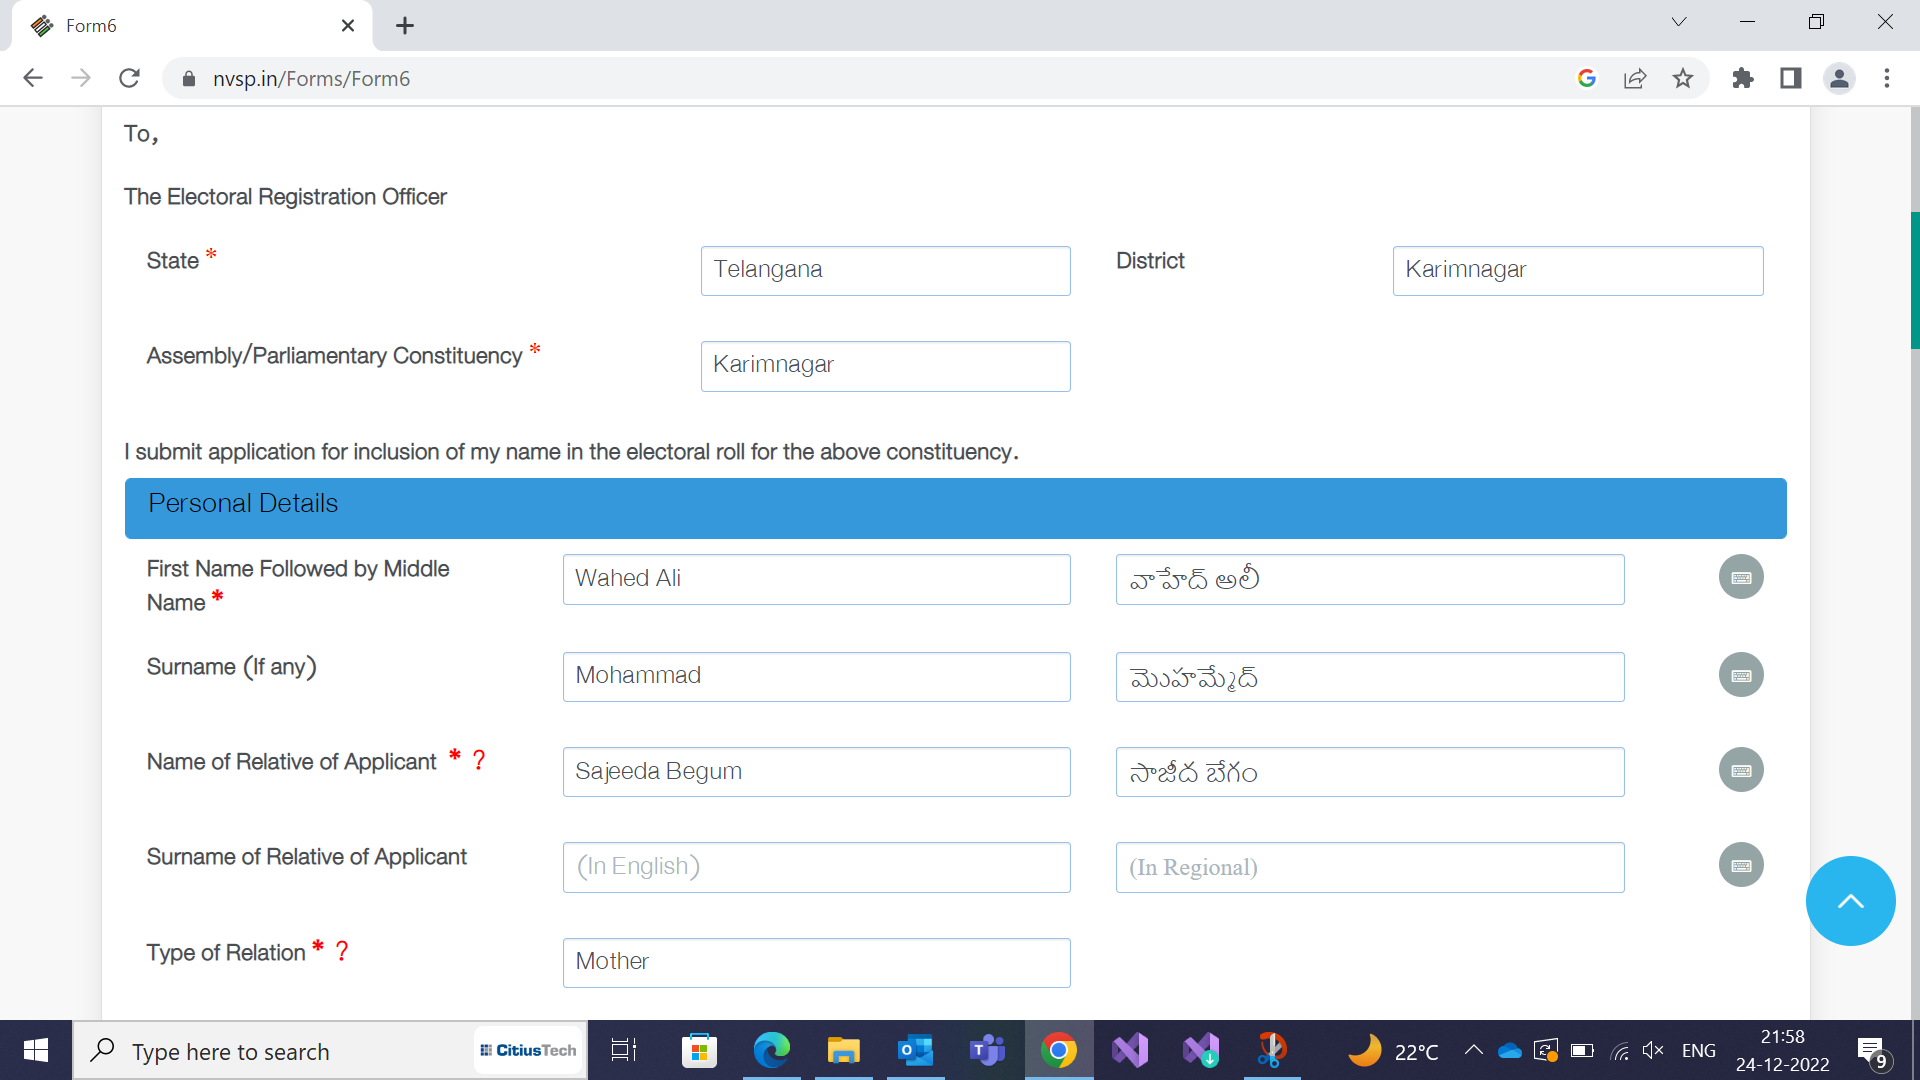 Form6
nvsp.in/Forms/Form6
To,
The Electoral Registration Officer
State * Telangana District Karimnagar
Assembly/Parliamentary Constituency * Karimnagar
I submit application for inclusion of my name in the electoral roll for the above constituency.
Personal Details
First Name Followed by Middle Name * Wahed Ali వాహేద్ అలీ
Surname (If any) Mohammad మొహమ్మేద్
Name of Relative of Applicant * ? Sajeeda Begum సాజీద బేగం
Surname of Relative of Applicant (In English) (In Regional)
Type of Relation * ? Mother
Type here to search CitiusTech 22°C ENG 21:58
24-12-2022 9